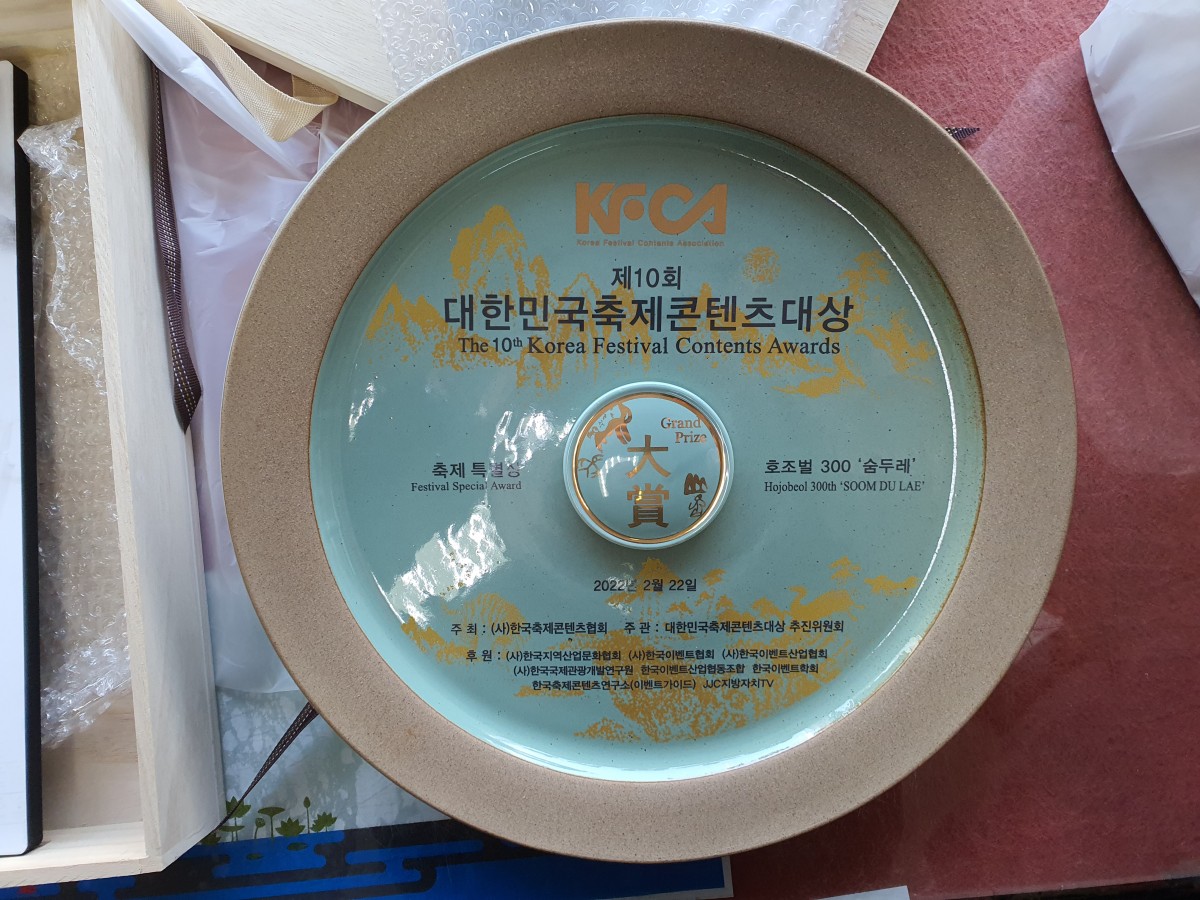 KFCA
Korea Festival Contents Association
제10회
대한민국축제콘텐츠대상
The 10th Korea Festival Contents Awards
Grand
Prize
大
賞
축제 특별상
Festival Special Award
호조벌 300 '숨두레'
Hojobeol 300th 'SOOM DU LAE'
2022년 2월 22일
주 최 : (사)한국축제콘텐츠협회 주 관 : 대한민국축제콘텐츠대상 추진위원회
후 원 : (사)한국지역산업문화협회 (사)한국이벤트협회 (사)한국이벤트산업협회
(사)한국국제관광개발연구원 한국이벤트산업협동조합 한국이벤트학회
한국축제콘텐츠연구소(이벤트가이드) JJC지방자치TV